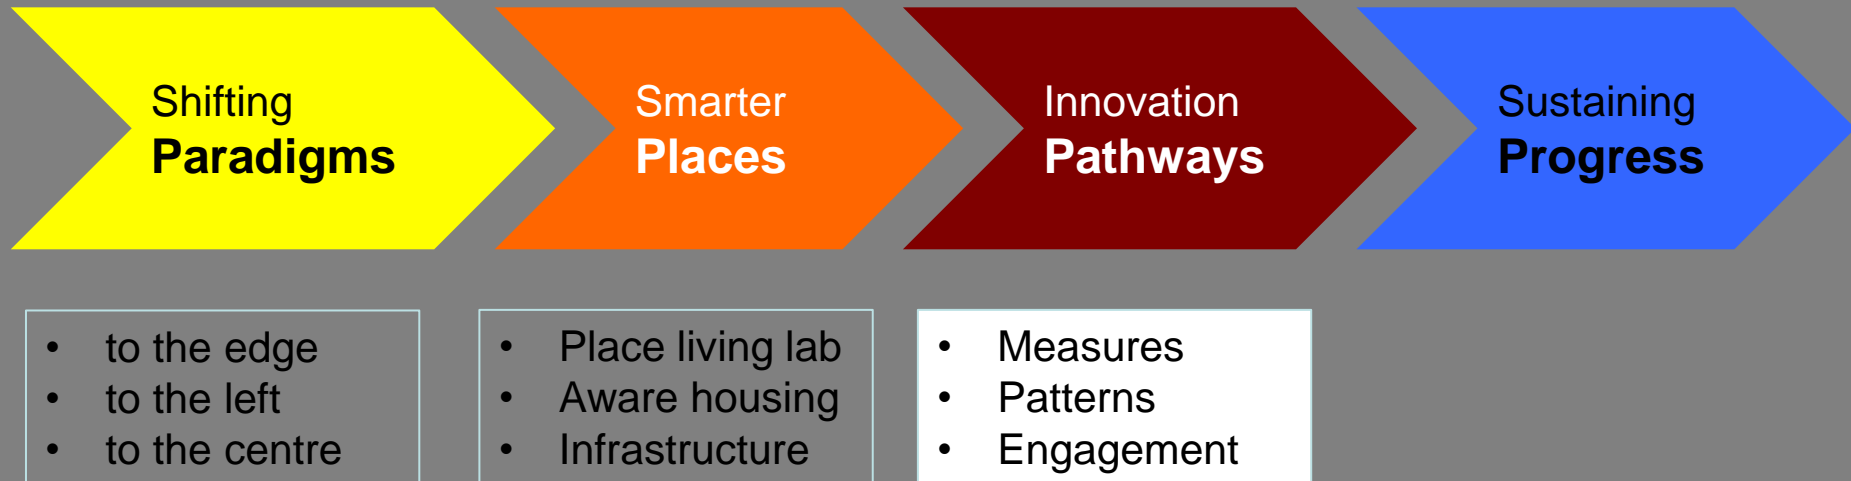 Shifting
Paradigms
Smarter
Places
Innovation
Pathways
Sustaining
Progress
• to the edge
• to the left
• to the centre
• Place living lab
• Aware housing
• Infrastructure
• Measures
• Patterns
• Engagement